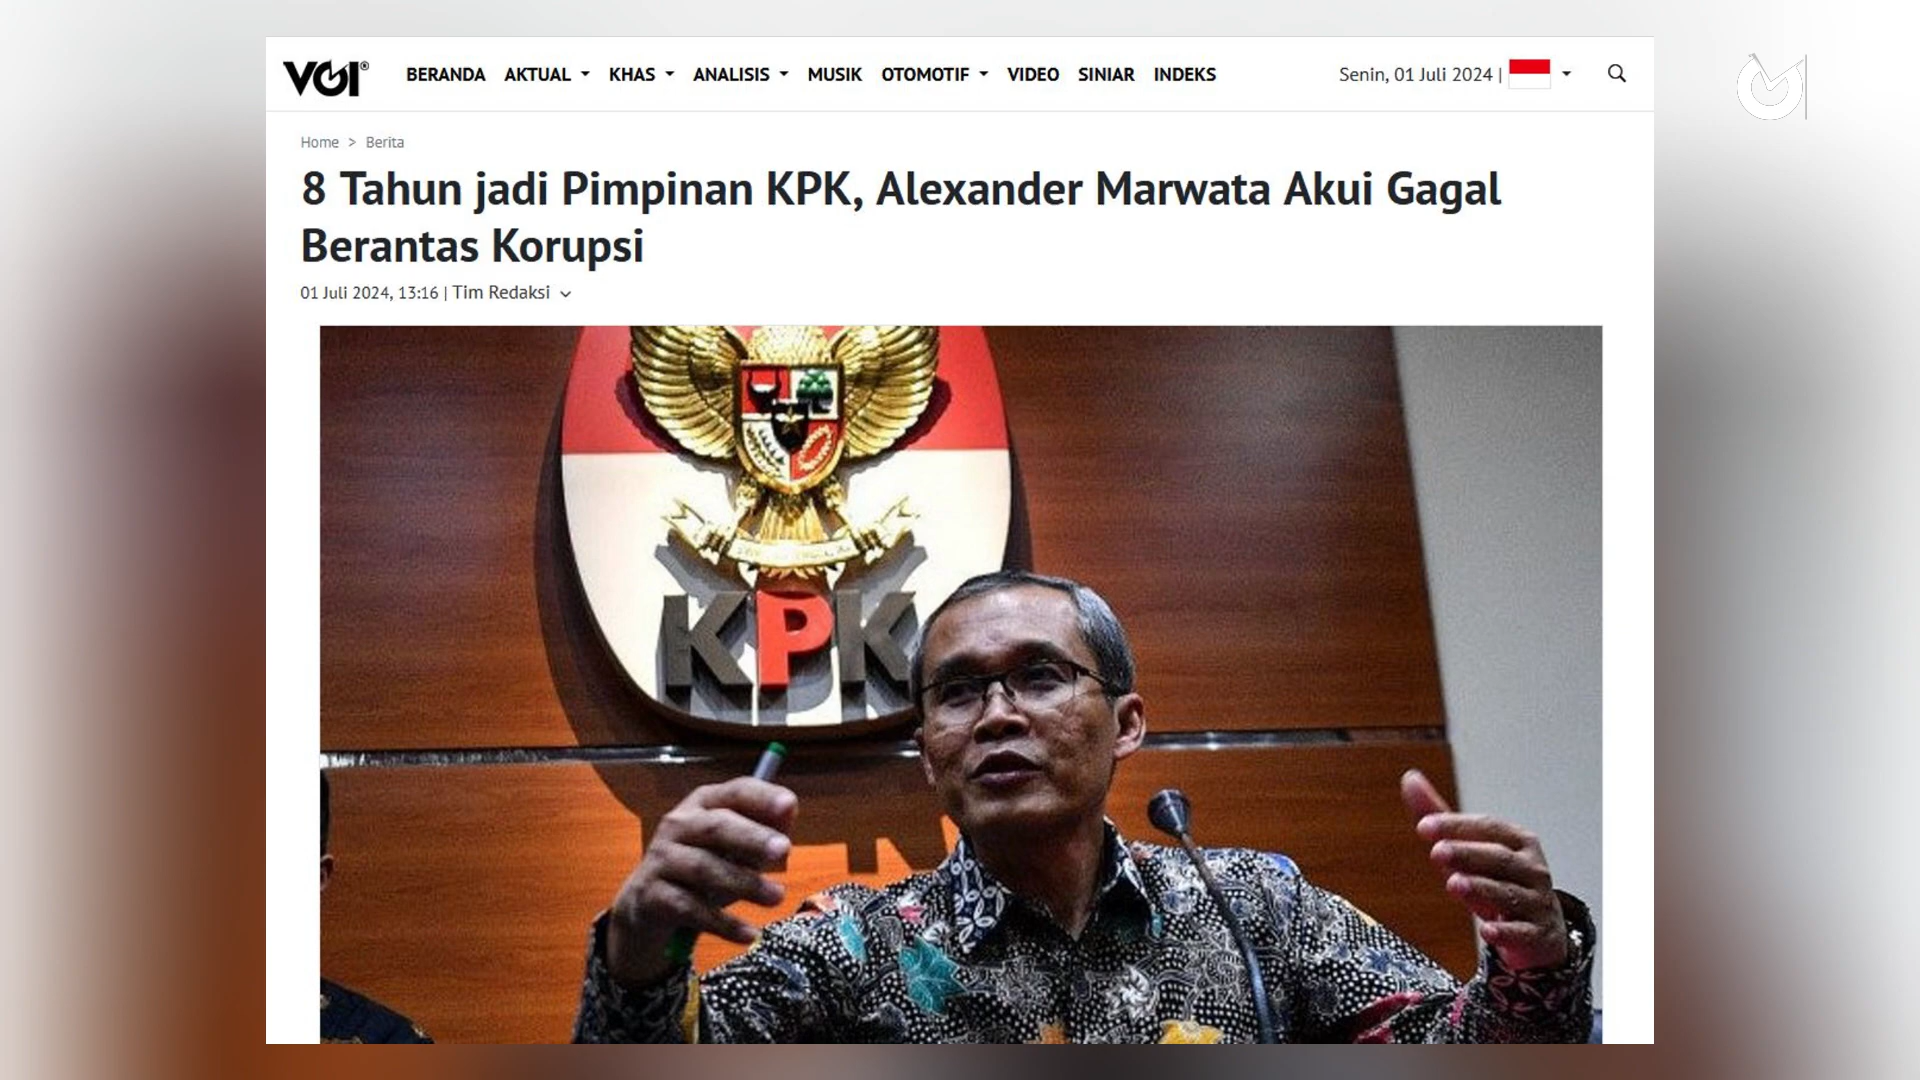 VOI®
BERANDA AKTUAL KHAS ANALISIS MUSIK OTOMOTIF VIDEO SINIAR INDEKS
Senin, 01 Juli 2024 |
Home > Berita
8 Tahun jadi Pimpinan KPK, Alexander Marwata Akui Gagal
Berantas Korupsi
01 Juli 2024, 13:16 | Tim Redaksi
KPK